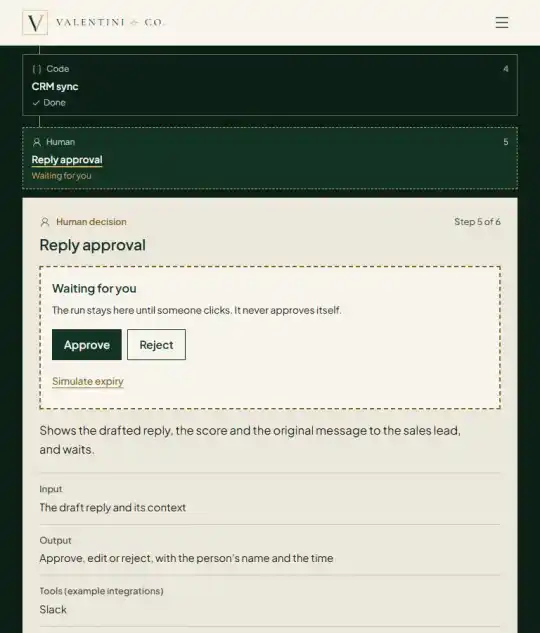 V VALENTINI & CO.
{ } Code 4
CRM sync
✓ Done
Human 5
Reply approval
Waiting for you
Human decision Step 5 of 6
Reply approval
Waiting for you
The run stays here until someone clicks. It never approves itself.
Approve Reject
Simulate expiry
Shows the drafted reply, the score and the original message to the sales lead,
and waits.
Input
The draft reply and its context
Output
Approve, edit or reject, with the person's name and the time
Tools (example integrations)
Slack